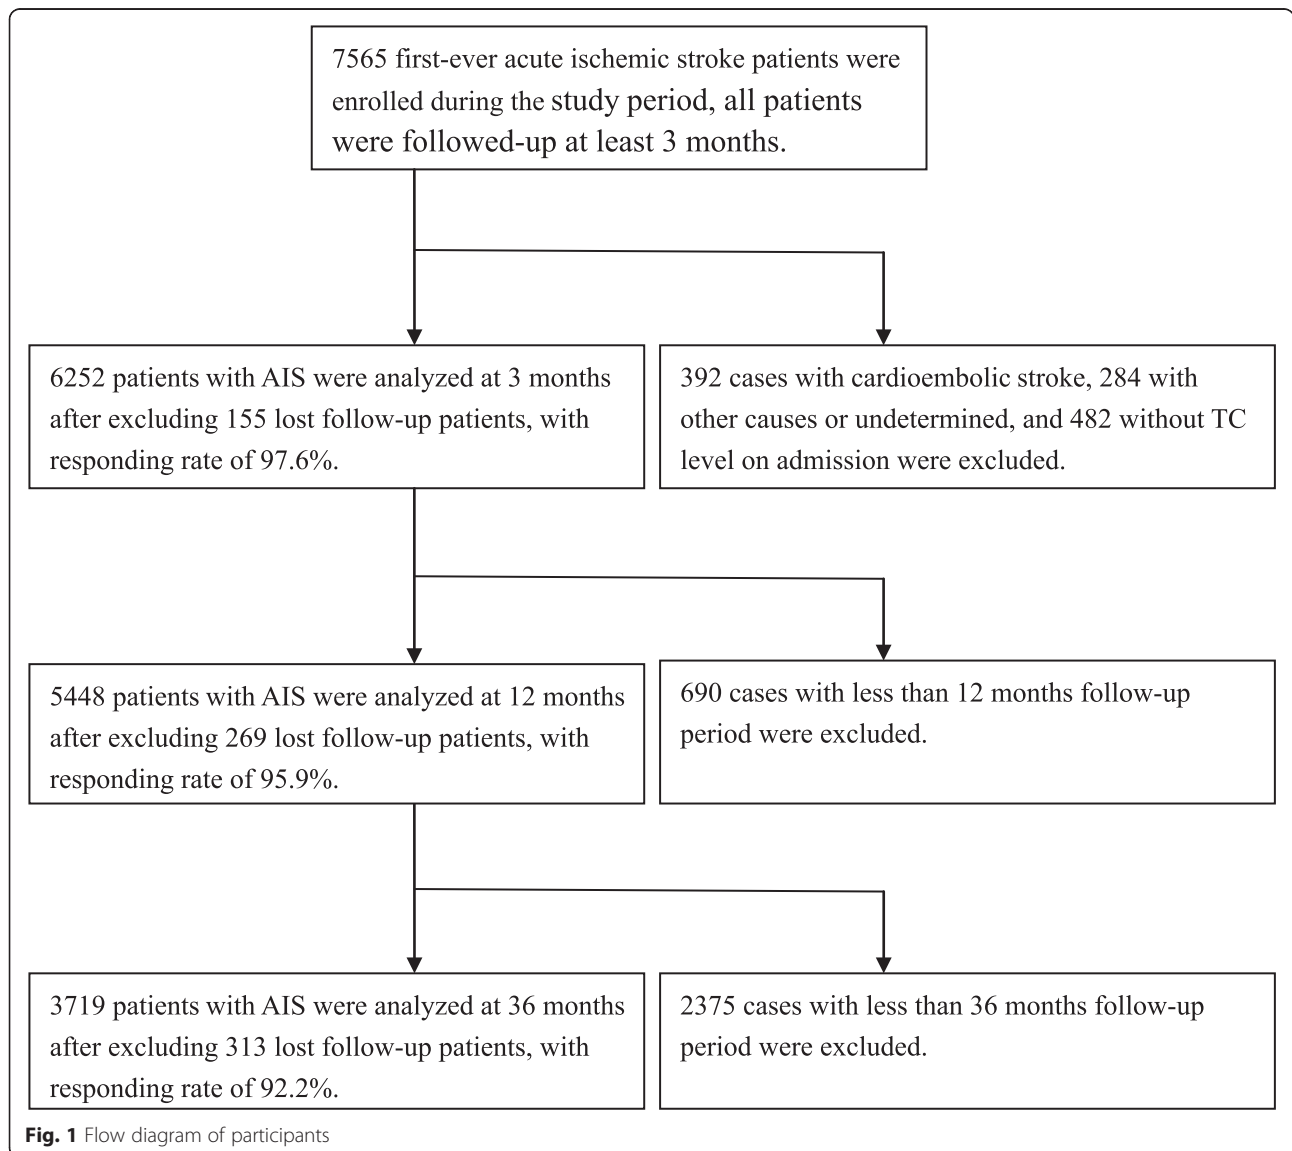 7565 first-ever acute ischemic stroke patients were
enrolled during the study period, all patients
were followed-up at least 3 months.
6252 patients with AIS were analyzed at 3 months
after excluding 155 lost follow-up patients, with
responding rate of 97.6%.
392 cases with cardioembolic stroke, 284 with
other causes or undetermined, and 482 without TC
level on admission were excluded.
5448 patients with AIS were analyzed at 12 months
after excluding 269 lost follow-up patients, with
responding rate of 95.9%.
690 cases with less than 12 months follow-up
period were excluded.
3719 patients with AIS were analyzed at 36 months
after excluding 313 lost follow-up patients, with
responding rate of 92.2%.
2375 cases with less than 36 months follow-up
period were excluded.
Fig. 1 Flow diagram of participants